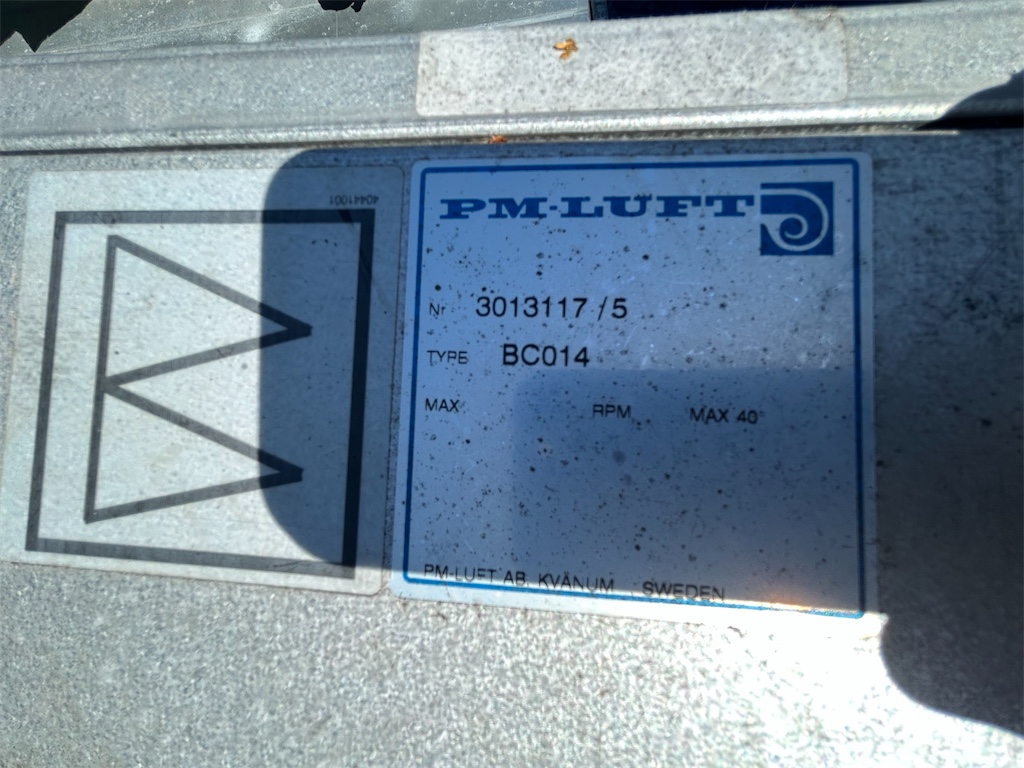 40441001
PM-LUFT
Nr 3013117 / 5
TYPE BC014
MAX RPM MAX 40°
PM-LUFT AB, KVÄNUM, SWEDEN